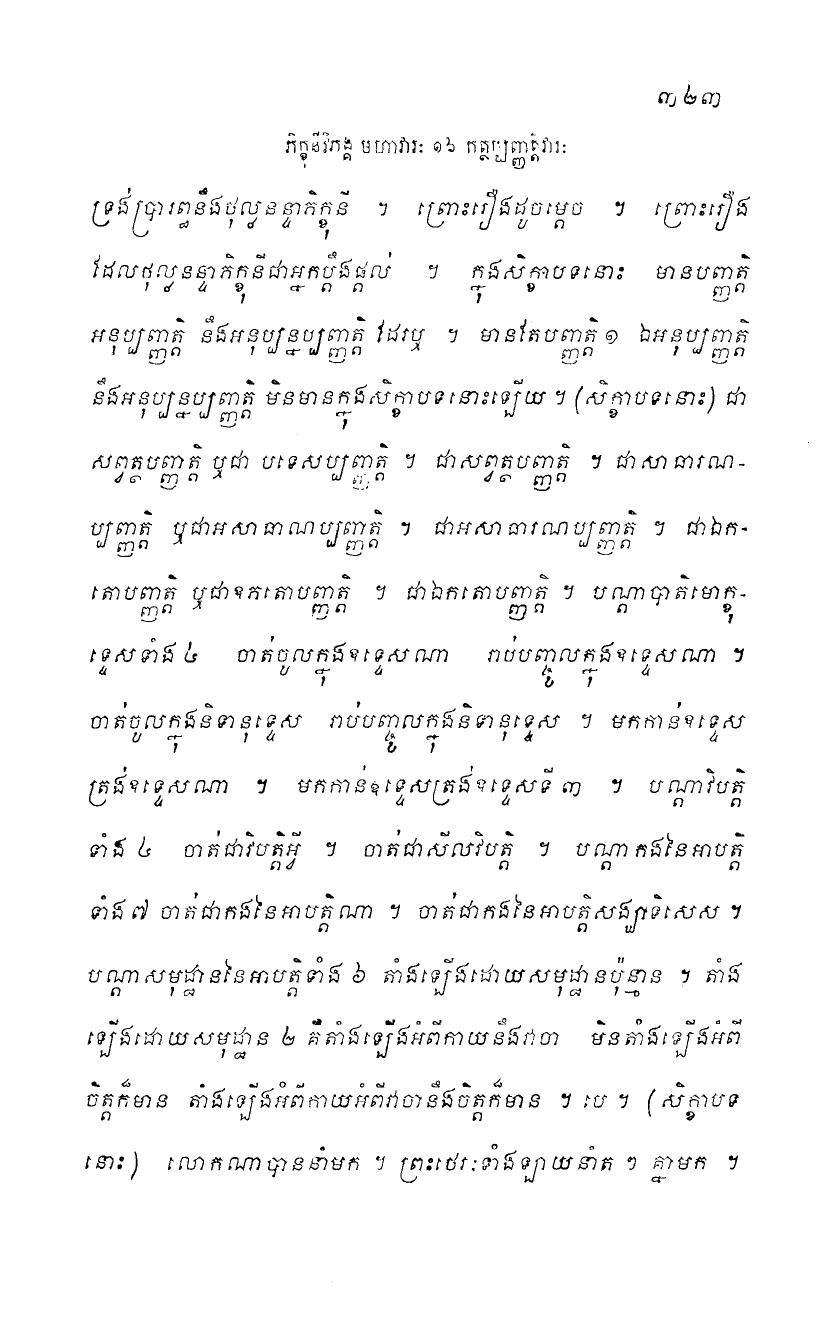 ៣២៣
ភិក្ខុនីវិភង្គ មហាវារៈ ១៦ កត្ថប្បញ្ញត្តិវារៈ
ទ្រង់ប្រារព្ធនឹងថុល្លនន្ទាភិក្ខុនី ។ ព្រោះរឿងដូចម្តេច ។ ព្រោះរឿង
ដែលថុល្លនន្ទាភិក្ខុនីជាអ្នកប្តឹងផ្តល់ ។ ក្នុងសិក្ខាបទនោះ មានបញ្ញត្តិ
អនុប្បញ្ញត្តិ នឹងអនុប្បន្នប្បញ្ញត្តិ ដែរឬ ។ មានតែបញ្ញត្តិ ១ ឯអនុប្បញ្ញត្តិ
នឹងអនុប្បន្នប្បញ្ញត្តិ មិនមានក្នុងសិក្ខាបទនោះឡើយ ។ (សិក្ខាបទនោះ) ជា
សព្វត្ថបញ្ញត្តិ ឬជា បទេសប្បញ្ញត្តិ ។ ជាសព្វត្ថបញ្ញត្តិ ។ ជាសាធារណ-
ប្បញ្ញត្តិ ឬជាអសាធាណប្បញ្ញត្តិ ។ ជាអសាធារណប្បញ្ញត្តិ ។ ជាឯក-
តោបញ្ញត្តិ ឬជាឧកតោបញ្ញត្តិ ។ ជាឯកតោបញ្ញត្តិ ។ បណ្តាបាតិមោក្ខុ-
ទ្ទេសទាំង ៤ ចាត់ចូលក្នុងឧទ្ទេសណា រាប់បញ្ចូលក្នុងឧទ្ទេសណា ។
ចាត់ចូលក្នុងនិទានុទ្ទេស រាប់បញ្ចូលក្នុងនិទានុទ្ទេស ។ មកកាន់ឧទ្ទេស
ត្រង់ឧទ្ទេសណា ។ មកកាន់ឧទ្ទេសត្រង់ឧទ្ទេសទី ៣ ។ បណ្តាវិបត្តិ
ទាំង ៤ ចាត់ជាវិបត្តិអ្វី ។ ចាត់ជាសីលវិបត្តិ ។ បណ្តាកងនៃអាបត្តិ
ទាំង ៧ ចាត់ជាកងនៃអាបត្តិណា ។ ចាត់ជាកងនៃអាបត្តិសង្ឃាទិសេស ។
បណ្តាសមុដ្ឋាននៃអាបត្តិទាំង ៦ តាំងឡើងដោយសមុដ្ឋានប៉ុន្មាន ។ តាំង
ឡើងដោយសមុដ្ឋាន ២ គឺតាំងឡើងអំពីកាយនឹងវាចា មិនតាំងឡើងអំពី
ចិត្តក៏មាន តាំងឡើងអំពីកាយអំពីវាចានឹងចិត្តក៏មាន ។ បេ ។ (សិក្ខាបទ
នោះ) លោកណាបាននាំមក ។ ព្រះថេរៈទាំងឡាយនាំត ៗ គ្នាមក ។